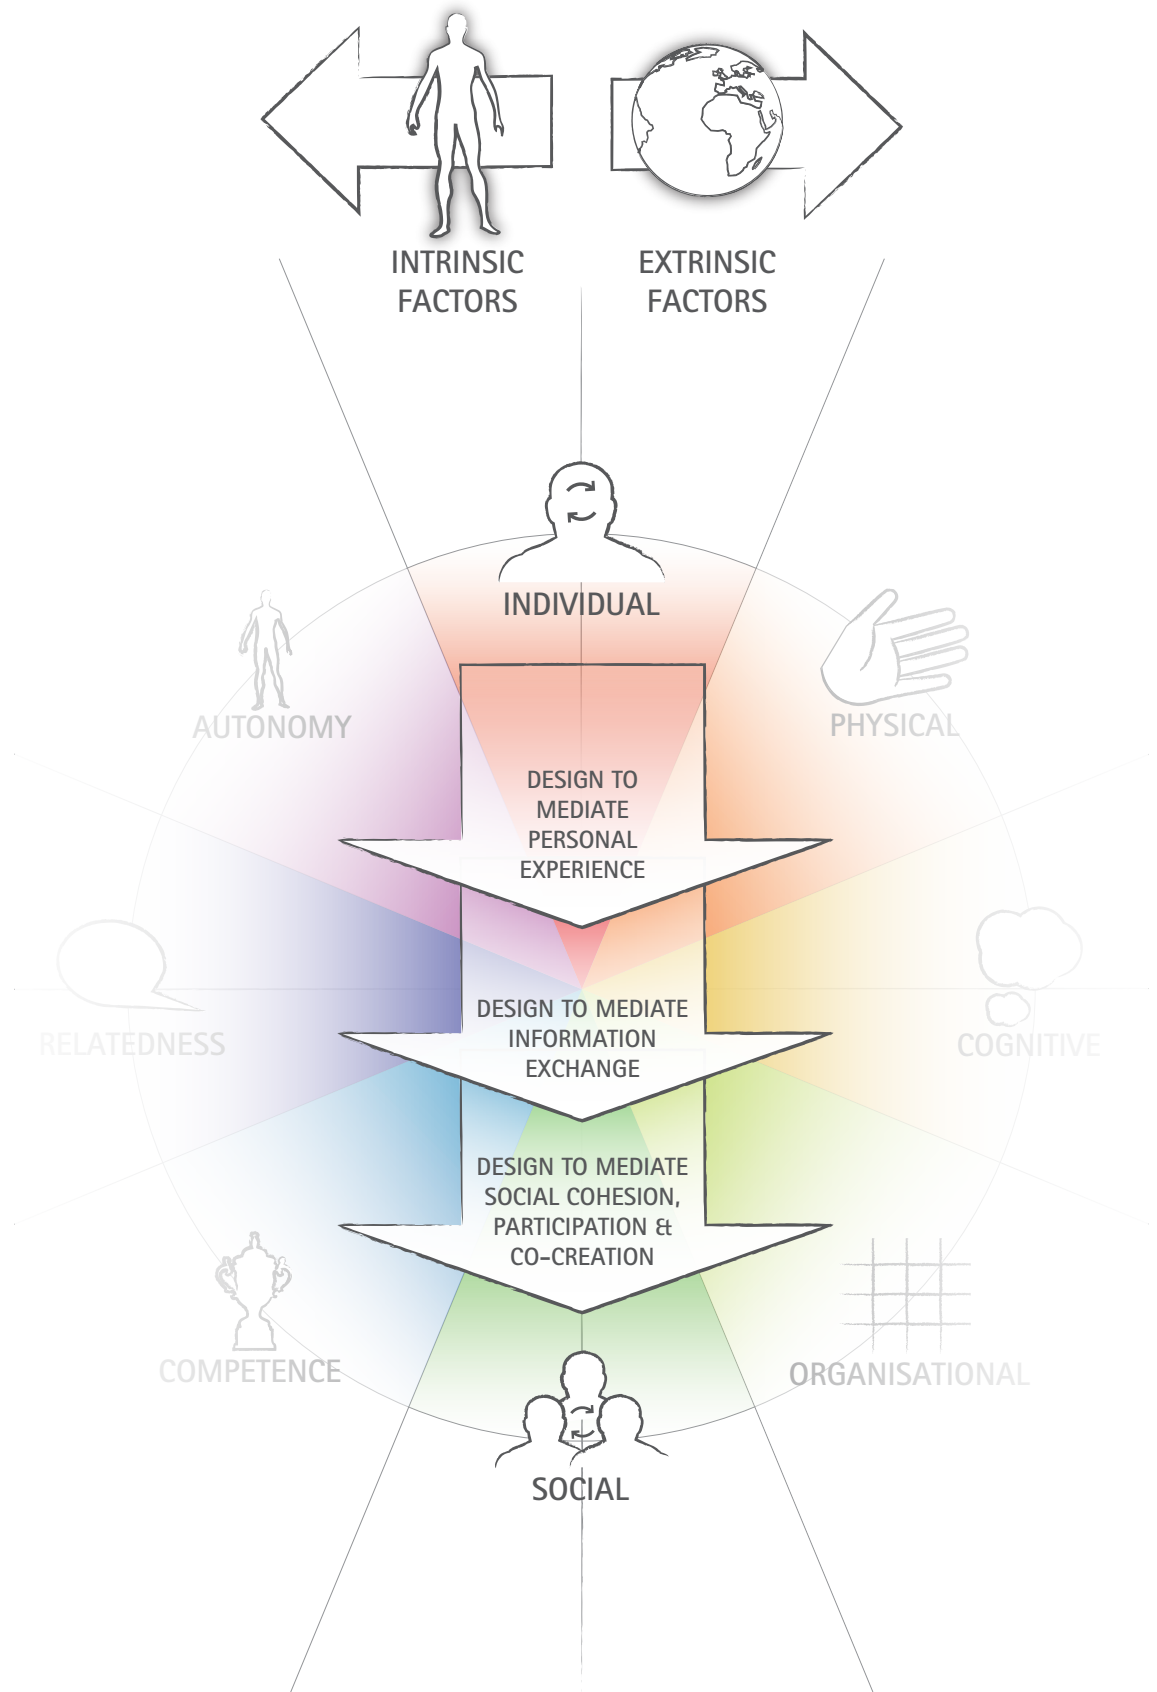 INTRINSIC
FACTORS
EXTRINSIC
FACTORS
INDIVIDUAL
AUTONOMY
PHYSICAL
DESIGN TO
MEDIATE
PERSONAL
EXPERIENCE
RELATEDNESS
COGNITIVE
DESIGN TO MEDIATE
INFORMATION
EXCHANGE
DESIGN TO MEDIATE
SOCIAL COHESION,
PARTICIPATION &
CO-CREATION
COMPETENCE
ORGANISATIONAL
SOCIAL